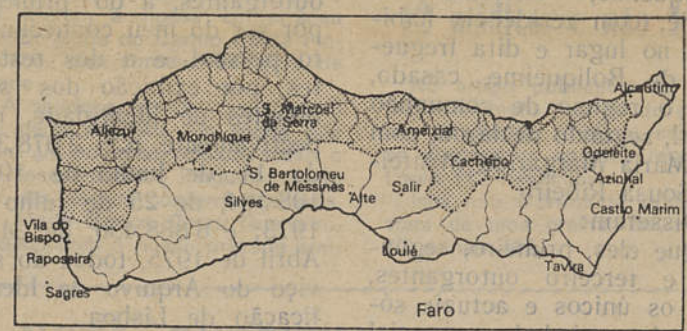 Alcoutim
S. Marcos
da Serra
Aljezur
Monchique
Ameixial
Cachopo
Odeleite
S. Bartolomeu
de Messines
Azinhal
Salir
Silves
Alte
Castro Marim
Vila do
Bispo
Loulé
Raposeira
Tavira
Sagres
Faro